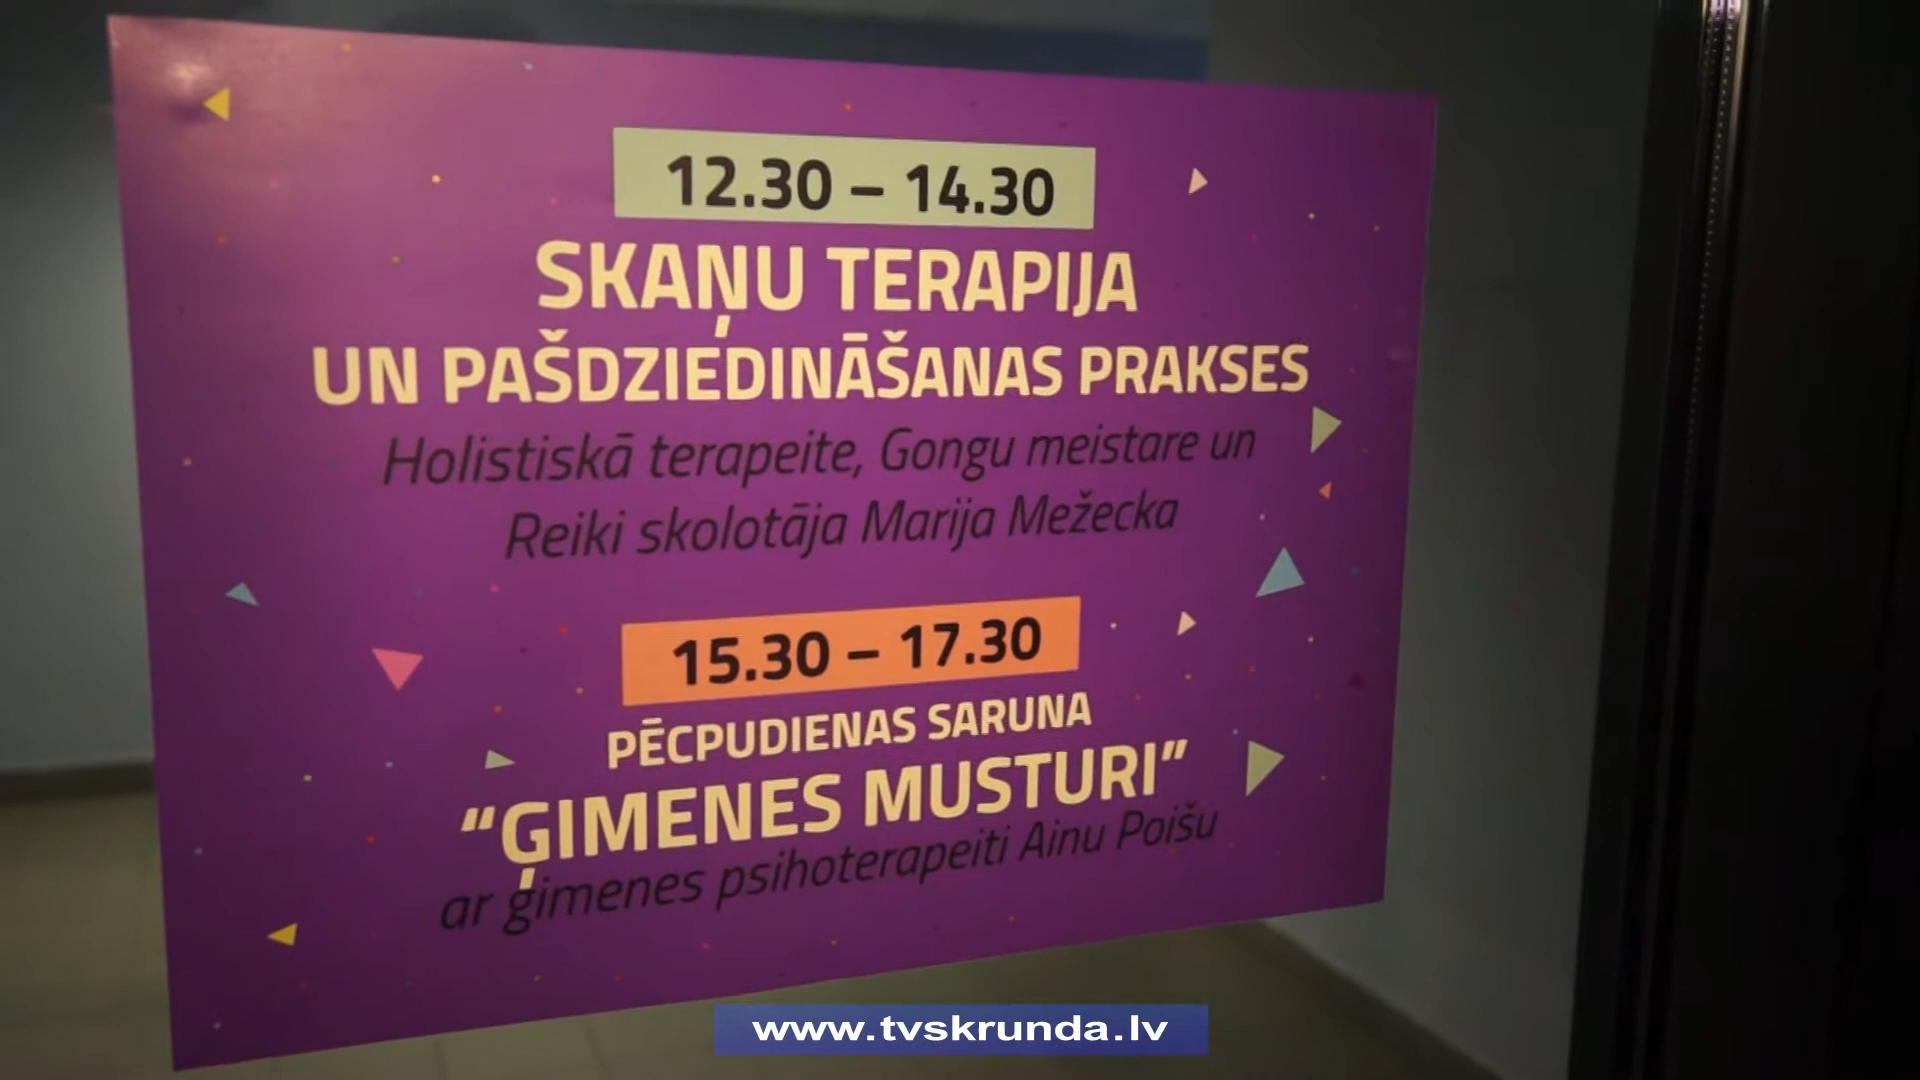 12.30 – 14.30
SKAŅU TERAPIJA
UN PAŠDZIEDINĀŠANAS PRAKSES
Holistiskā terapeite, Gongu meistare un
Reiki skolotāja Marija Mežecka
15.30 – 17.30
PĒCPUDIENAS SARUNA
“ĢIMENES MUSTURI”
ar ģimenes psihoterapeiti Ainu Poišu
www.tvskrunda.lv